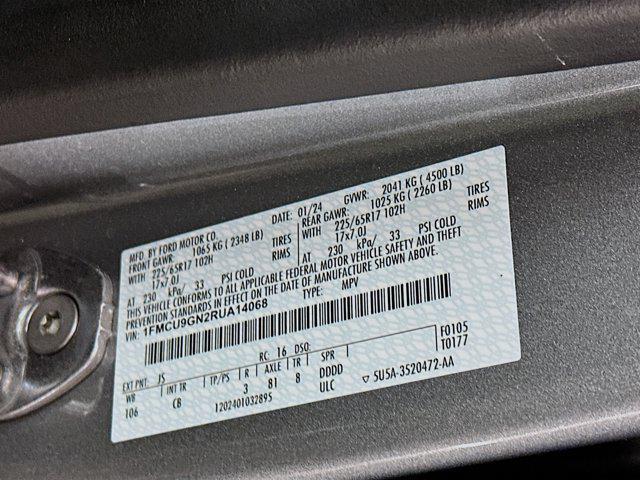 MFD. BY FORD MOTOR CO. DATE: 01/24 GVWR: 2041 KG ( 4500 LB)
FRONT GAWR: 1065 KG ( 2348 LB) REAR GAWR: 1025 KG ( 2260 LB)
225/65R17 102H TIRES WITH 225/65R17 102H TIRES
17x7.0J RIMS 17x7.0J RIMS
AT 230 kPa/ 33 PSI COLD AT 230 kPa/ 33 PSI COLD
THIS VEHICLE CONFORMS TO ALL APPLICABLE FEDERAL MOTOR VEHICLE SAFETY AND THEFT
PREVENTION STANDARDS IN EFFECT ON THE DATE OF MANUFACTURE SHOWN ABOVE.
VIN: 1FMCU9GN2RUA14068 TYPE: MPV
F0105
T0177
EXT PNT: JS RC: 16 DSO:
WB INT TR TP/PS R AXLE TR SPR
106 CB 3 81 8 DDDD
1202401032895 ULC ▽ 5U5A-3520472-AA